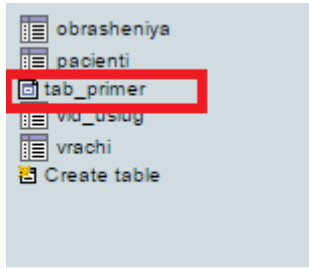 obrasheniya
pacienti
tab_primer
vid_uslug
vrachi
Create table